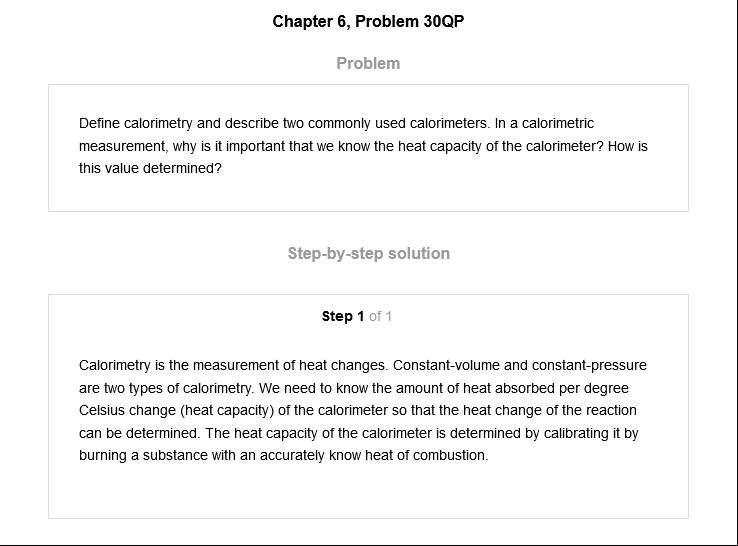 Chapter 6, Problem 30QP
Problem
Define calorimetry and describe two commonly used calorimeters. In a calorimetric
measurement, why is it important that we know the heat capacity of the calorimeter? How is
this value determined?
Step-by-step solution
Step 1 of 1
Calorimetry is the measurement of heat changes. Constant-volume and constant-pressure
are two types of calorimetry. We need to know the amount of heat absorbed per degree
Celsius change (heat capacity) of the calorimeter so that the heat change of the reaction
can be determined. The heat capacity of the calorimeter is determined by calibrating it by
burning a substance with an accurately know heat of combustion.